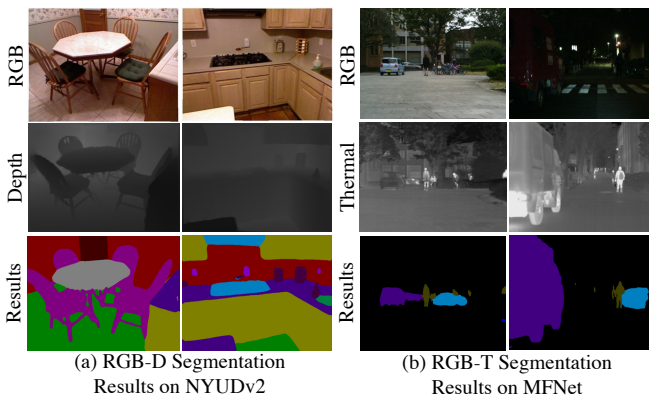 RGB
Depth
Results
(a) RGB-D Segmentation
Results on NYUDv2
RGB
Thermal
Results
(b) RGB-T Segmentation
Results on MFNet